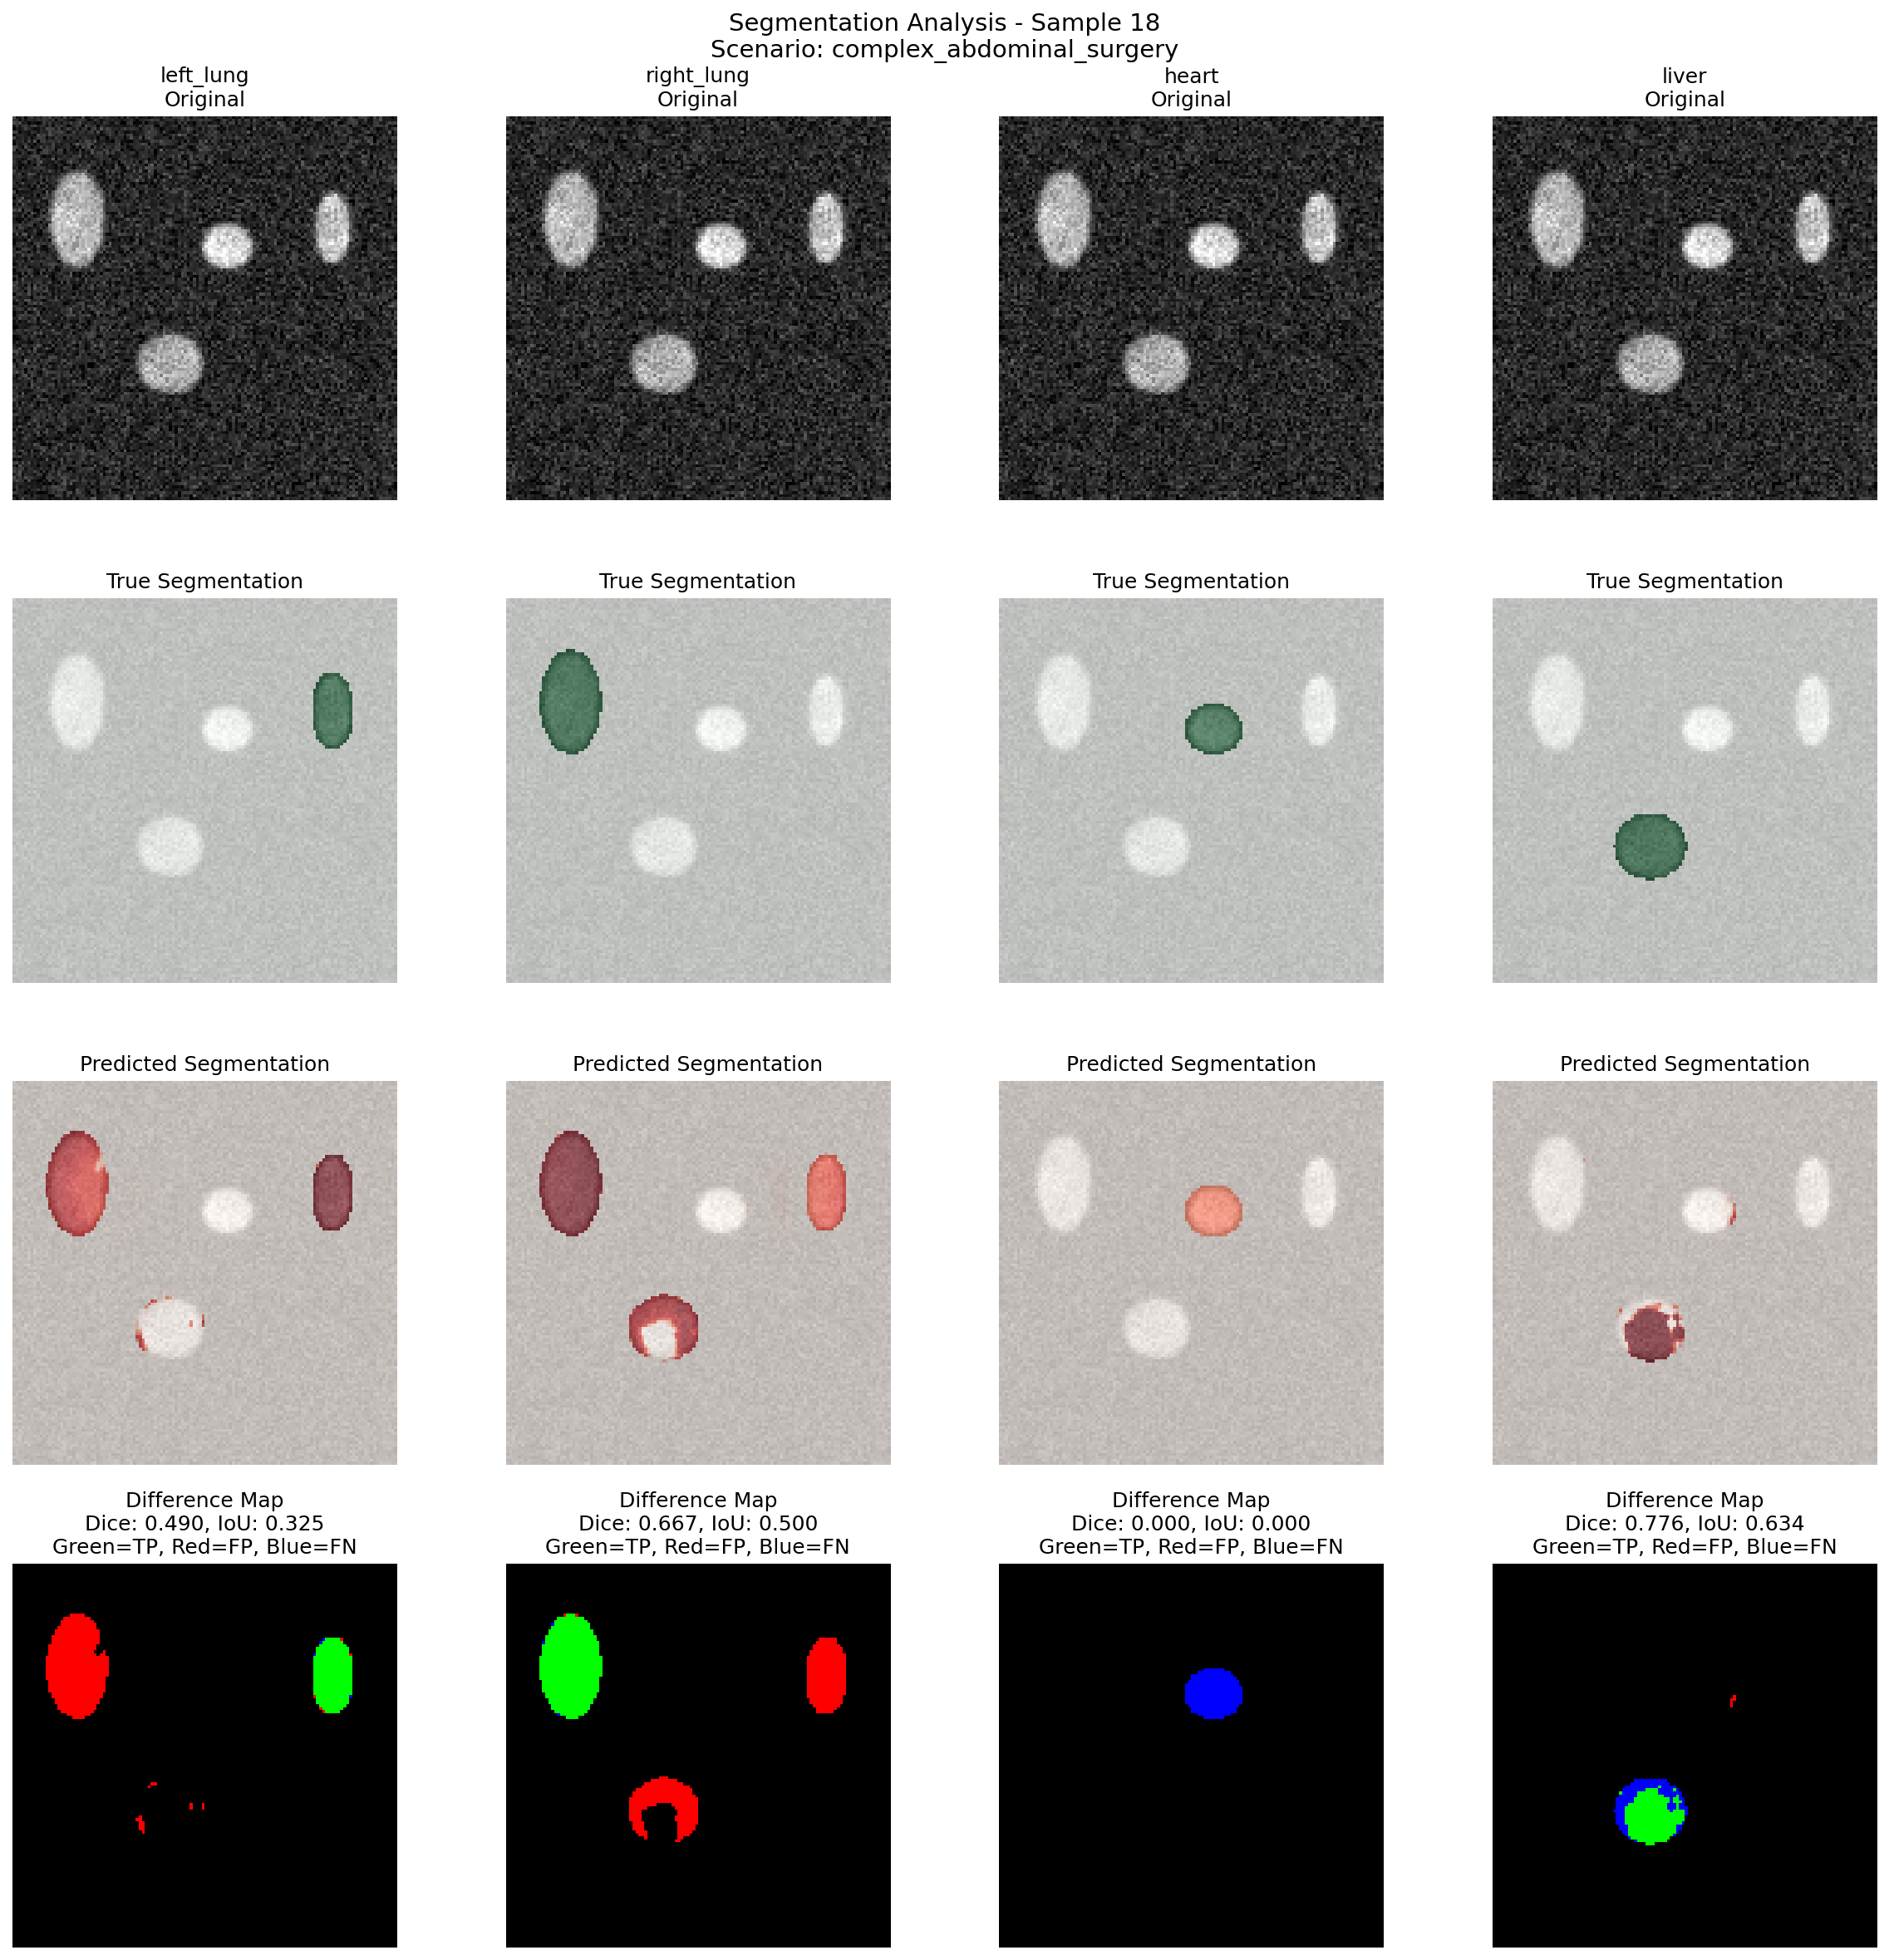 Segmentation Analysis - Sample 18
Scenario: complex_abdominal_surgery
left_lung
Original
right_lung
Original
heart
Original
liver
Original
True Segmentation
True Segmentation
True Segmentation
True Segmentation
Predicted Segmentation
Predicted Segmentation
Predicted Segmentation
Predicted Segmentation
Difference Map
Dice: 0.490, IoU: 0.325
Green=TP, Red=FP, Blue=FN
Difference Map
Dice: 0.667, IoU: 0.500
Green=TP, Red=FP, Blue=FN
Difference Map
Dice: 0.000, IoU: 0.000
Green=TP, Red=FP, Blue=FN
Difference Map
Dice: 0.776, IoU: 0.634
Green=TP, Red=FP, Blue=FN